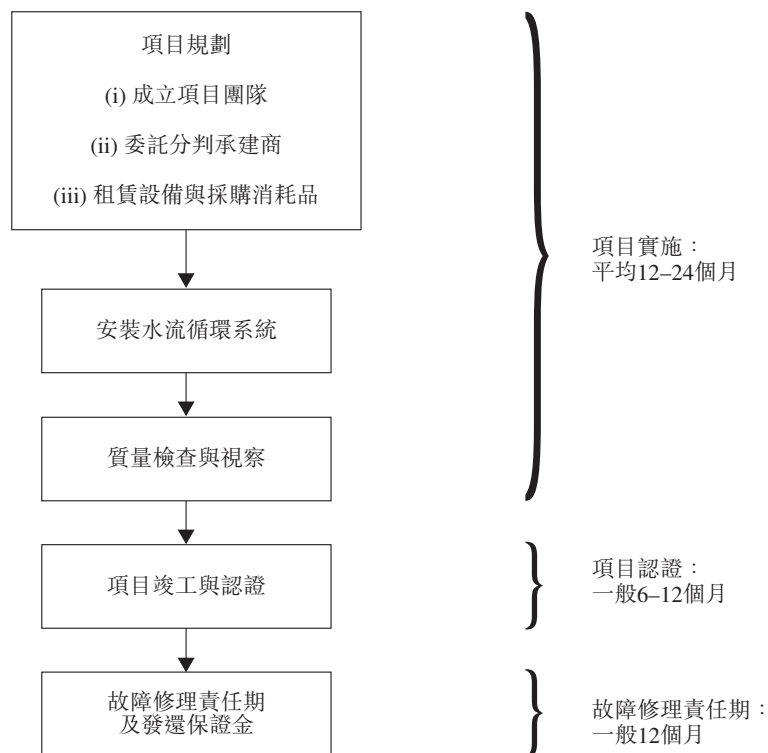 項目規劃
(i) 成立項目團隊
(ii) 委託分判承建商
(iii) 租賃設備與採購消耗品
項目實施：
平均12–24個月
安裝水流循環系統
質量檢查與視察
項目竣工與認證
項目認證：
一般6–12個月
故障修理責任期
及發還保證金
故障修理責任期：
一般12個月